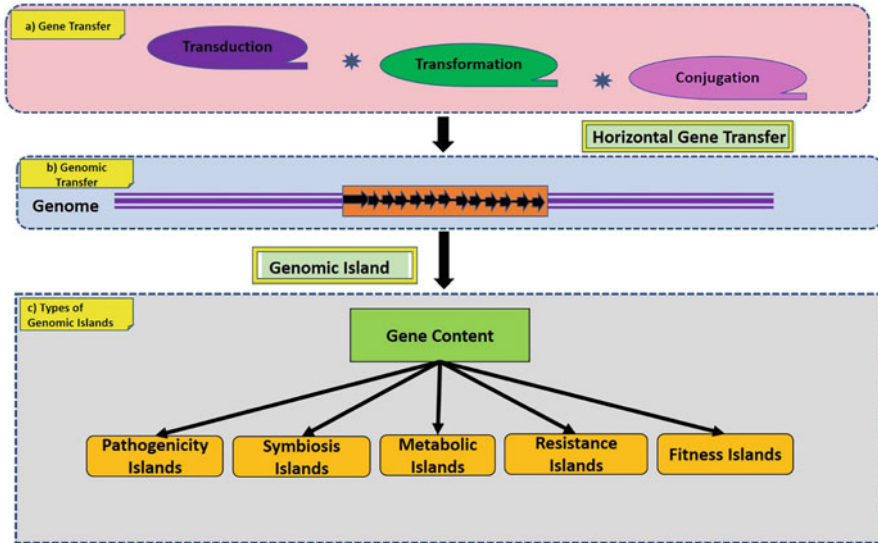 a) Gene Transfer
Transduction
Transformation
Conjugation
Horizontal Gene Transfer
b) Genomic
Transfer
Genome
Genomic Island
c) Types of
Genomic Islands
Gene Content
Pathogenicity
Islands
Symbiosis
Islands
Metabolic
Islands
Resistance
Islands
Fitness Islands